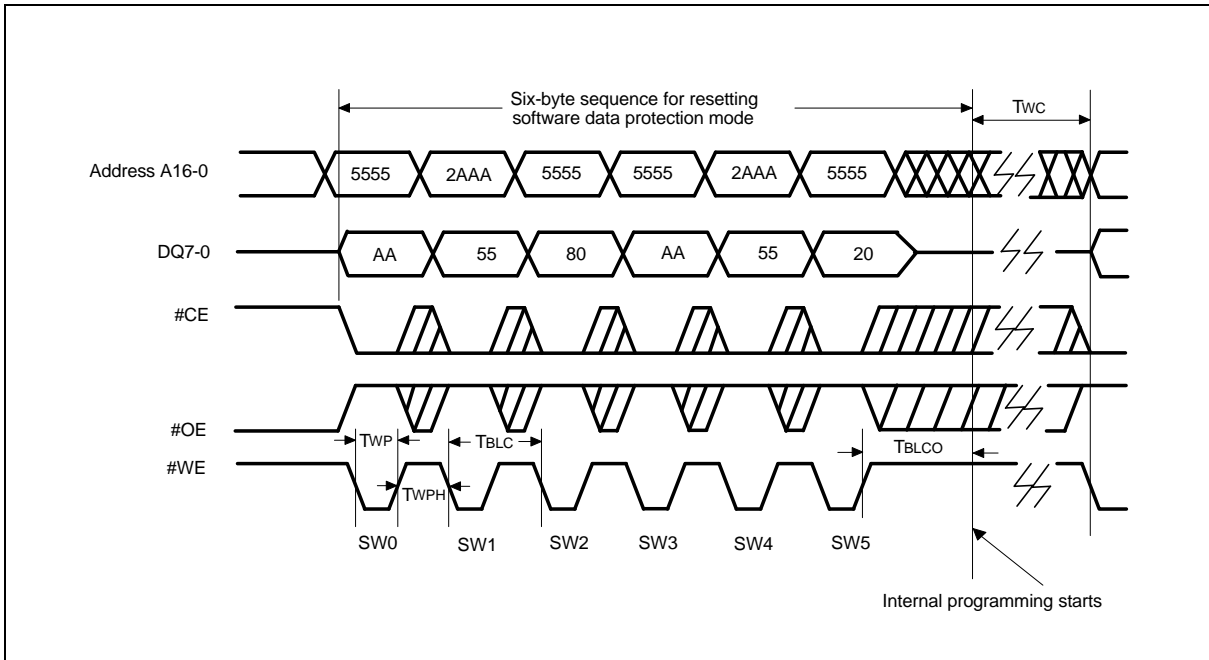 Six-byte sequence for resetting
software data protection mode
TWC
Address A16-0
5555 2AAA 5555 5555 2AAA 5555
DQ7-0
AA 55 80 AA 55 20
#CE
#OE
TWP
TBLC
TBLCO
#WE
TWPH
SW0 SW1 SW2 SW3 SW4 SW5
Internal programming starts